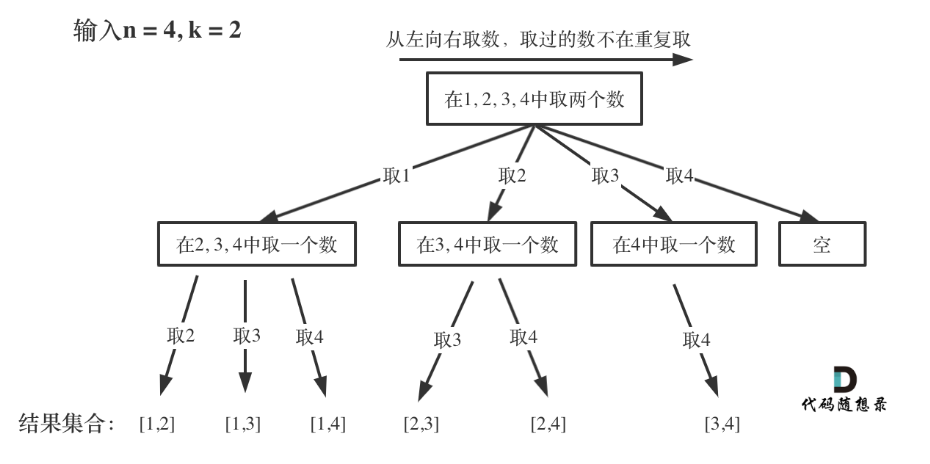 输入n = 4, k = 2
从左向右取数，取过的数不在重复取
在1, 2, 3, 4中取两个数
取1 取2 取3 取4
在2, 3, 4中取一个数 在3, 4中取一个数 在4中取一个数 空
取2 取3 取4 取3 取4 取4
结果集合： [1,2] [1,3] [1,4] [2,3] [2,4] [3,4]
代码随想录